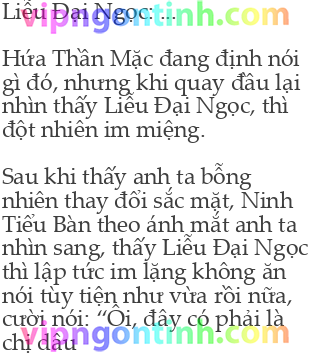 vipngontinh.com
Liễu Đại Ngọc: ...
Hứa Thần Mặc đang định nói
gì đó, nhưng khi quay đầu lại
nhìn thấy Liễu Đại Ngọc, thì
đột nhiên im miệng.
Sau khi thấy anh ta bỗng
nhiên thay đổi sắc mặt, Ninh
Tiểu Bàn theo ánh mắt anh ta
nhìn sang, thấy Liễu Đại Ngọc
thì lập tức im lặng không ăn
nói tùy tiện như vừa rồi nữa,
cười nói: “Ôi, đây có phải là
chị dâu
vipngontinh.com